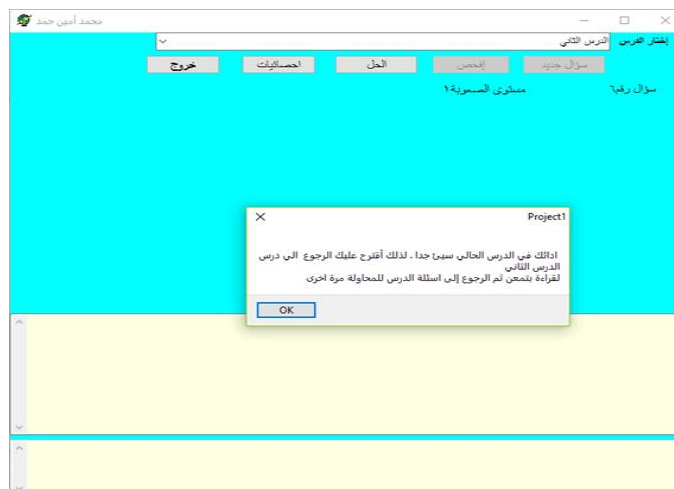 محمد أمين حمد
إختار الدرس الدرس الثاني
سؤال جديد إفحص الحل احصائيات خروج
سؤال رقم٦ مستوى الصعوبة١
Project1
ادائك في الدرس الحالي سيئ جدا ، لذلك أقترح عليك الرجوع الي درس
الدرس الثاني
لقراءة بتمعن ثم الرجوع إلى اسئلة الدرس للمحاولة مرة اخرى
OK